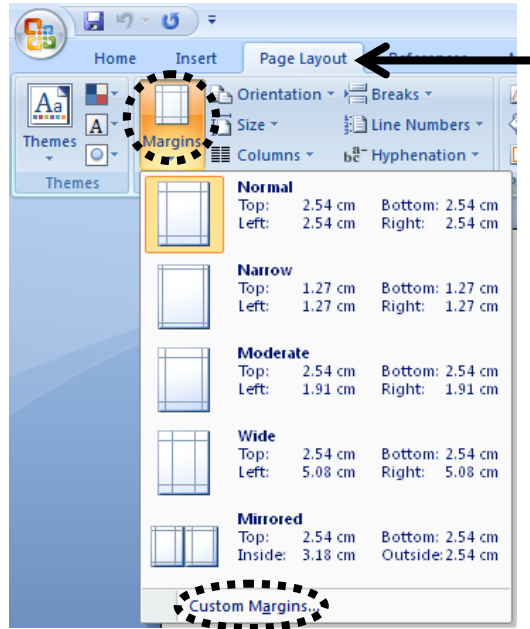 Home Insert Page Layout References
Themes Margins Orientation Breaks
Size Line Numbers
Columns Hyphenation
Themes
Normal
Top: 2.54 cm Bottom: 2.54 cm
Left: 2.54 cm Right: 2.54 cm
Narrow
Top: 1.27 cm Bottom: 1.27 cm
Left: 1.27 cm Right: 1.27 cm
Moderate
Top: 2.54 cm Bottom: 2.54 cm
Left: 1.91 cm Right: 1.91 cm
Wide
Top: 2.54 cm Bottom: 2.54 cm
Left: 5.08 cm Right: 5.08 cm
Mirrored
Top: 2.54 cm Bottom: 2.54 cm
Inside: 3.18 cm Outside: 2.54 cm
Custom Margins...